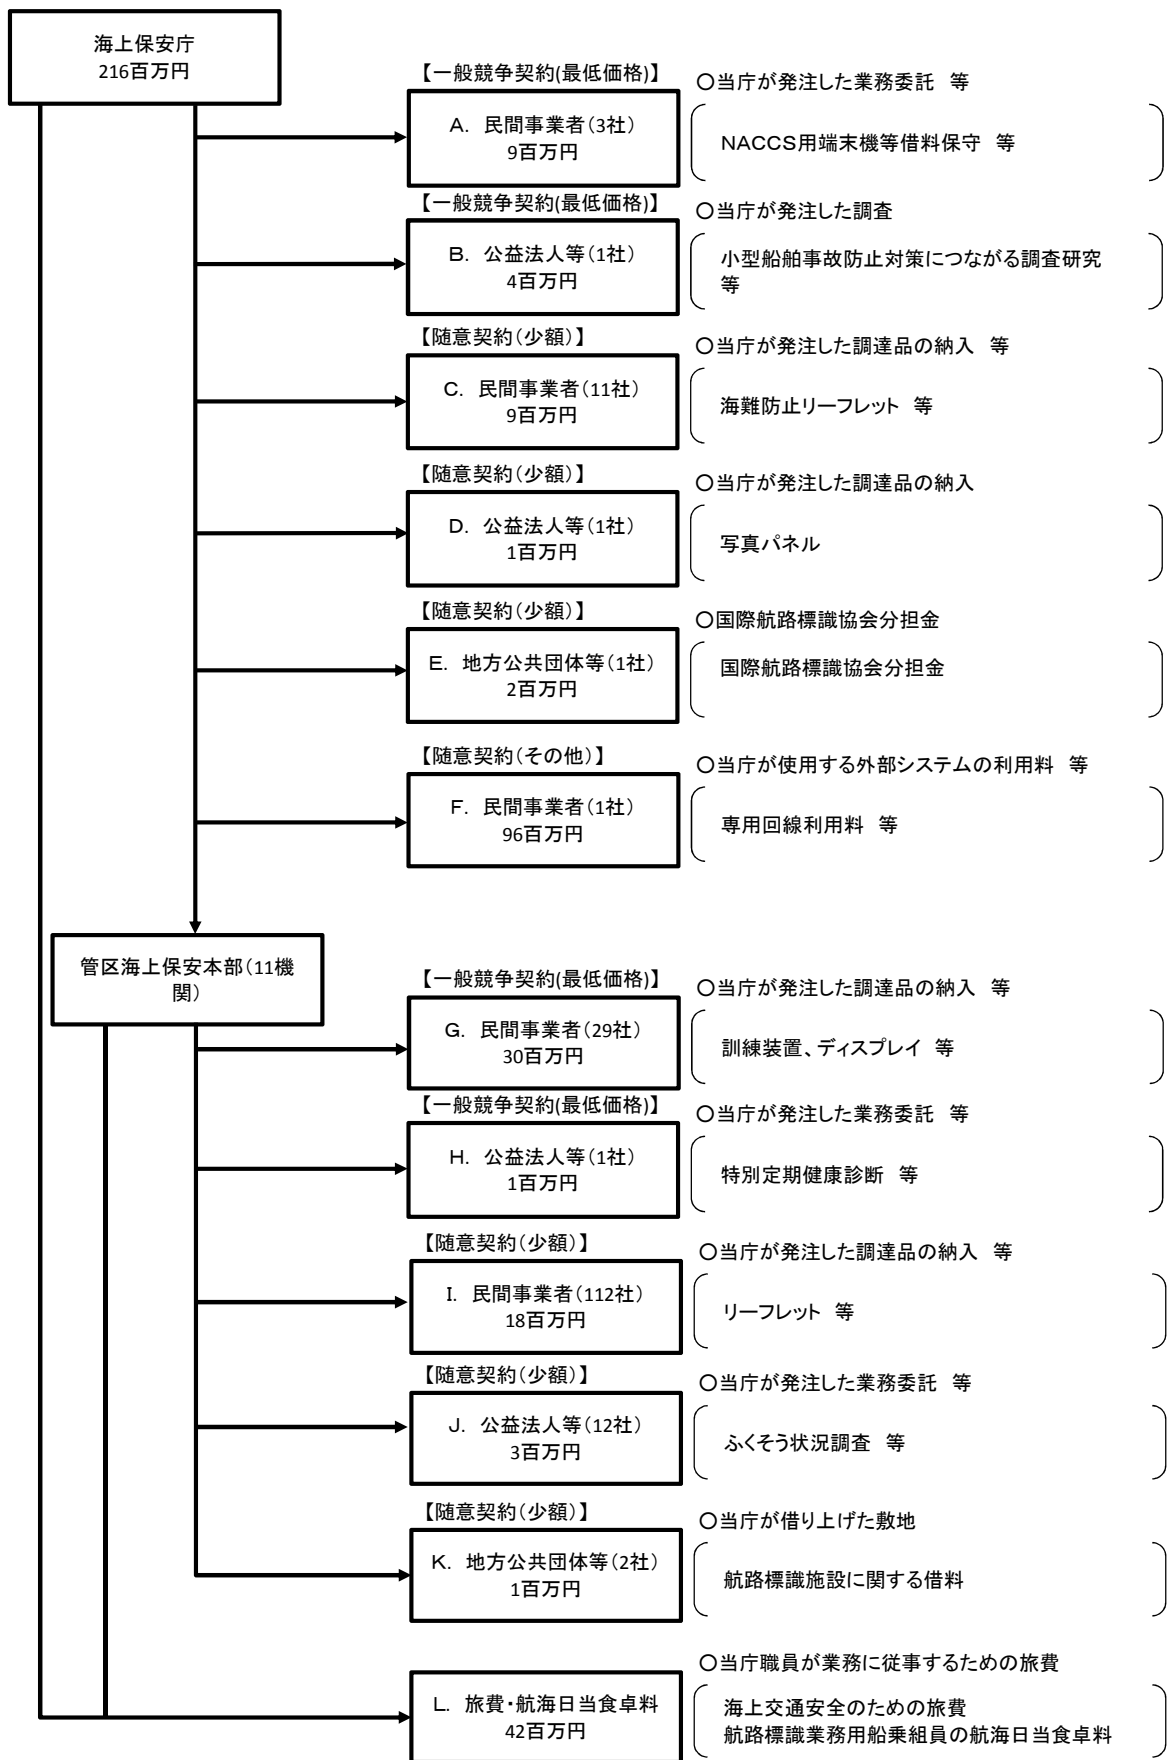 海上保安庁
216百万円
【一般競争契約(最低価格)】
○当庁が発注した業務委託 等
A. 民間事業者(3社)
9百万円
NACCS用端末機等借料保守 等
【一般競争契約(最低価格)】
○当庁が発注した調査
B. 公益法人等(1社)
4百万円
小型船舶事故防止対策につながる調査研究
等
【随意契約(少額)】
○当庁が発注した調達品の納入 等
C. 民間事業者(11社)
9百万円
海難防止リーフレット 等
【随意契約(少額)】
○当庁が発注した調達品の納入
D. 公益法人等(1社)
1百万円
写真パネル
【随意契約(少額)】
○国際航路標識協会分担金
E. 地方公共団体等(1社)
2百万円
国際航路標識協会分担金
【随意契約(その他)】
○当庁が使用する外部システムの利用料 等
F. 民間事業者(1社)
96百万円
専用回線利用料 等
管区海上保安本部(11機
関)
【一般競争契約(最低価格)】
○当庁が発注した調達品の納入 等
G. 民間事業者(29社)
30百万円
訓練装置、ディスプレイ 等
【一般競争契約(最低価格)】
○当庁が発注した業務委託 等
H. 公益法人等(1社)
1百万円
特別定期健康診断 等
【随意契約(少額)】
○当庁が発注した調達品の納入 等
I. 民間事業者(112社)
18百万円
リーフレット 等
【随意契約(少額)】
○当庁が発注した業務委託 等
J. 公益法人等(12社)
3百万円
ふくそう状況調査 等
【随意契約(少額)】
○当庁が借り上げた敷地
K. 地方公共団体等(2社)
1百万円
航路標識施設に関する借料
○当庁職員が業務に従事するための旅費
L. 旅費・航海日当食卓料
42百万円
海上交通安全のための旅費
航路標識業務用船乗組員の航海日当食卓料